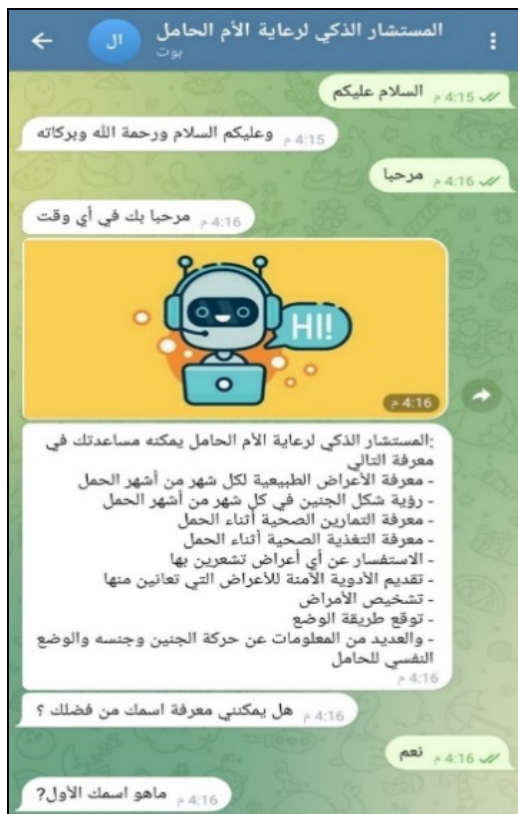 المستشار الذكي لرعاية الأم الحامل
بوت
ال
السلام عليكم
4:15 م
وعليكم السلام ورحمة الله وبركاته
4:15 م
مرحبا
4:16 م
مرحبا بك في أي وقت
4:16 م
HI!
4:16 م
:المستشار الذكي لرعاية الأم الحامل يمكنه مساعدتك في
معرفة التالي
- معرفة الأعراض الطبيعية لكل شهر من أشهر الحمل
- رؤية شكل الجنين في كل شهر من أشهر الحمل
- معرفة التمارين الصحية أثناء الحمل
- معرفة التغذية الصحية أثناء الحمل
- الاستفسار عن أي أعراض تشعرين بها
- تقديم الأدوية الآمنة للأعراض التي تعانين منها
- تشخيص الأمراض
- توقع طريقة الوضع
- والعديد من المعلومات عن حركة الجنين وجنسه والوضع
النفسي للحامل
4:16 م
هل يمكنني معرفة اسمك من فضلك ؟
4:16 م
نعم
4:16 م
ماهو اسمك الأول?
4:16 م